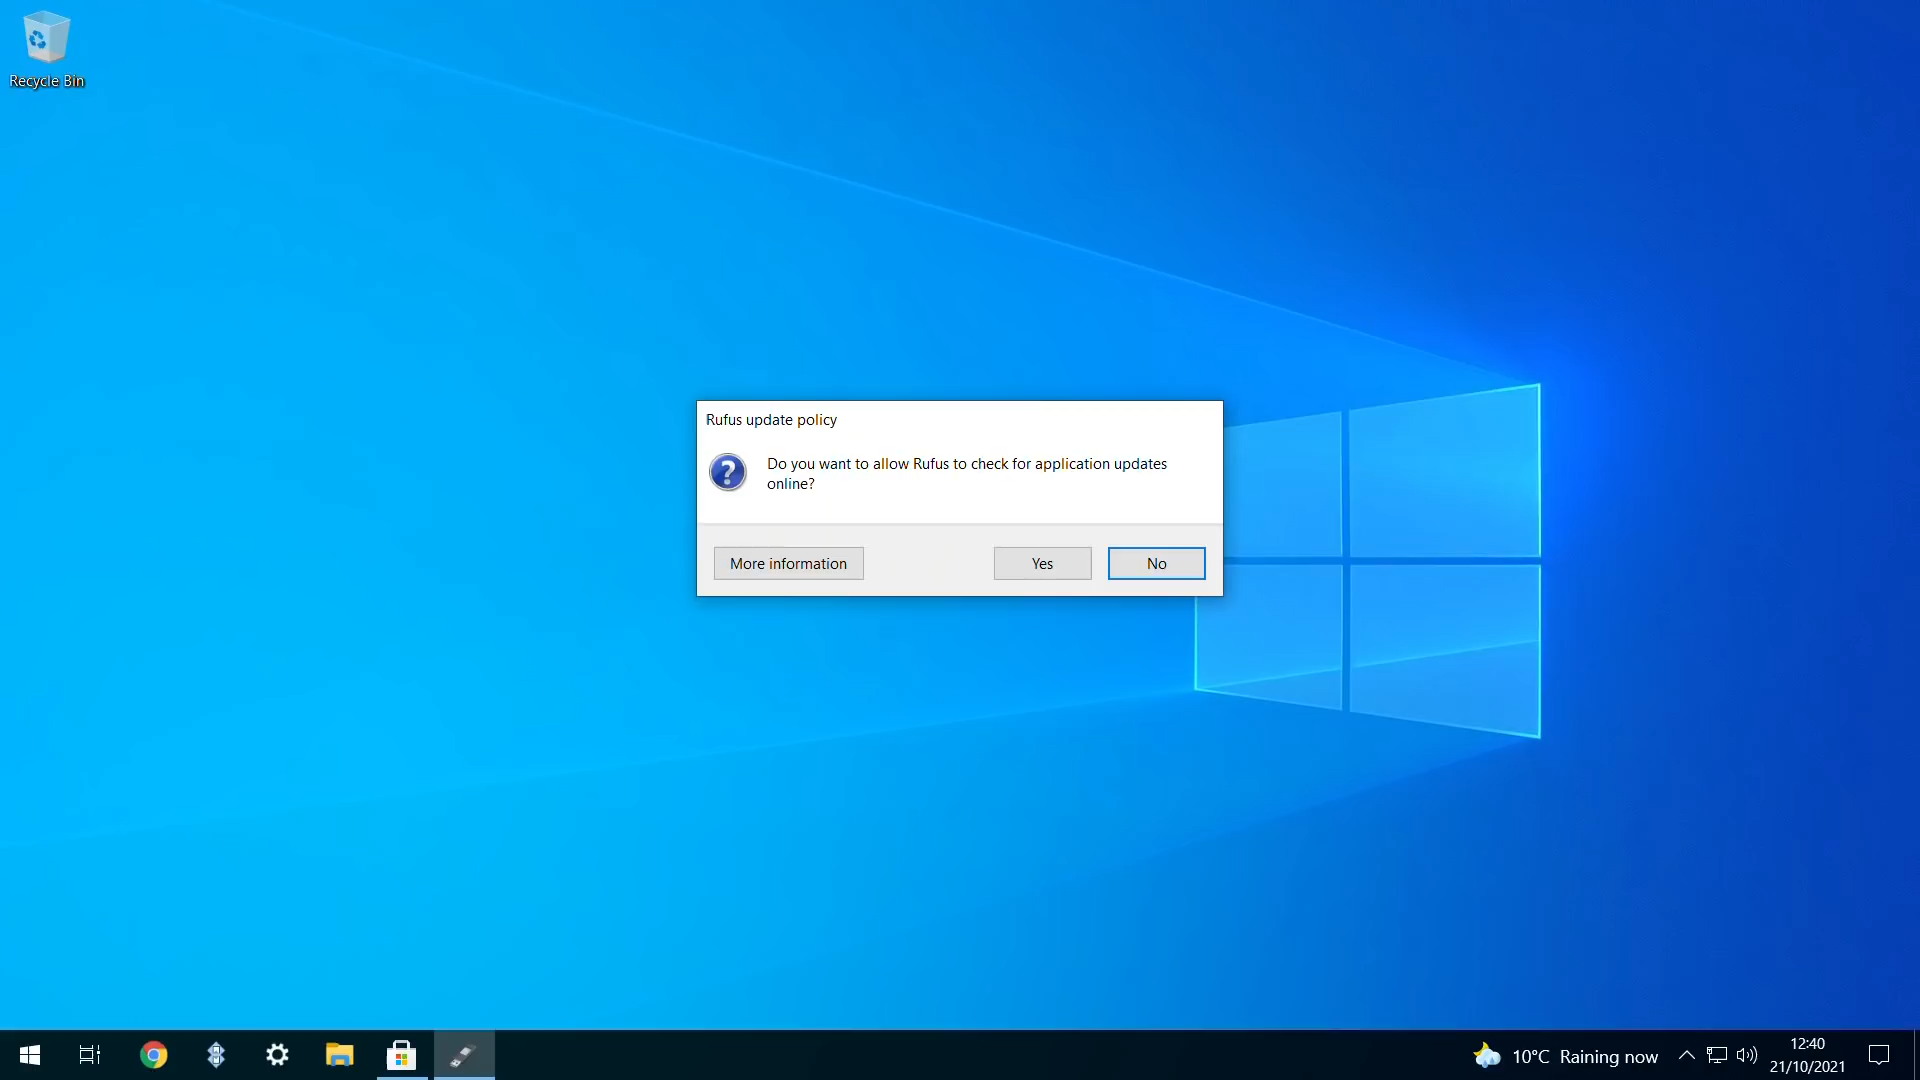 Recycle Bin
Rufus update policy
?
Do you want to allow Rufus to check for application updates
online?
More information
Yes
No
10°C Raining now
12:40
21/10/2021